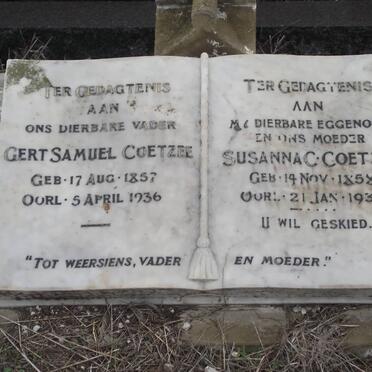 TER GEDAGTENIS
AAN
ONS DIERBARE VADER
GERT SAMUEL COETZEE
GEB · 17 AUG · 1857
OORL · 5 APRIL · 1936
TER GEDAGTENIS
AAN
MY DIERBARE
EN ONS MOEDER
SUSANNA C.
GEB · 14 NOV ·
OORL · 21 JAN ·
U WIL GESKIED.
"TOT WEERSIENS, VADER EN MOEDER."